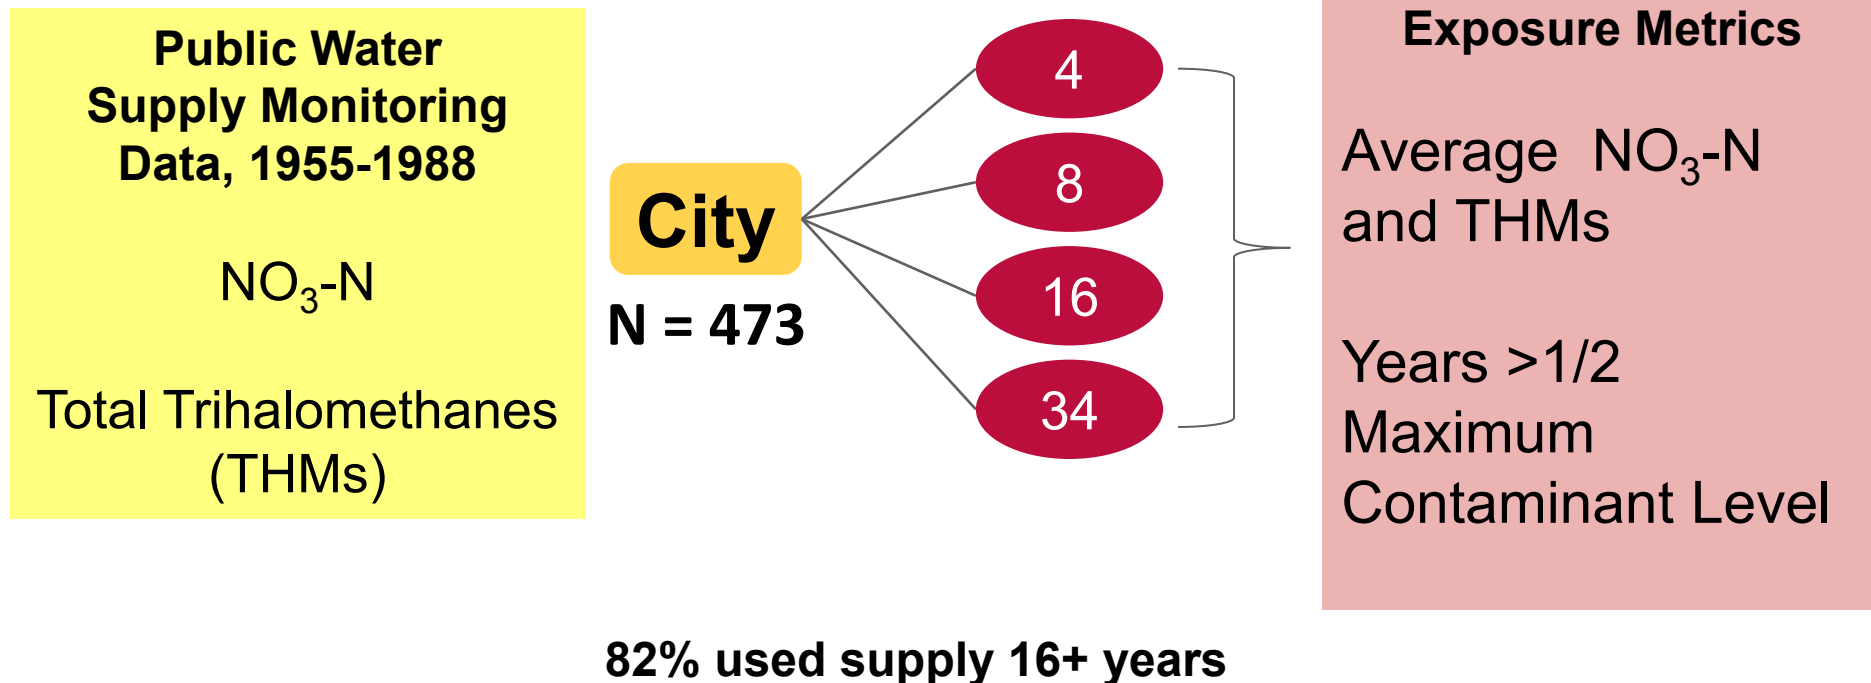 Public Water
Supply Monitoring
Data, 1955-1988
NO₃-N
Total Trihalomethanes
(THMs)
City
N = 473
4
8
16
34
Exposure Metrics
Average NO₃-N
and THMs
Years >1/2
Maximum
Contaminant Level
82% used supply 16+ years